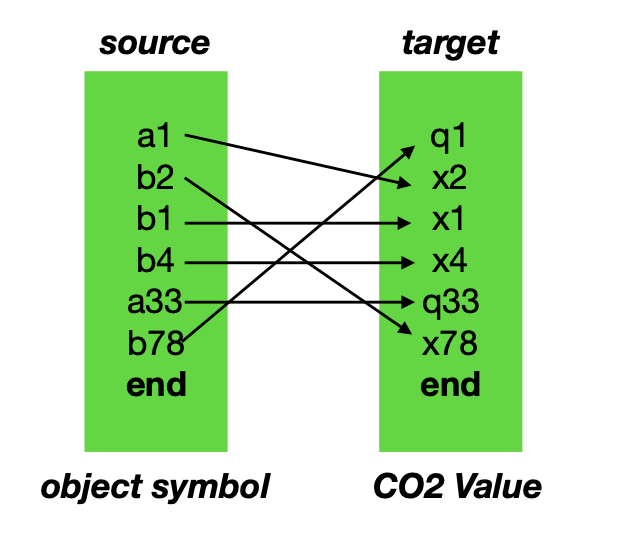 source target
a1 q1
b2 x2
b1 x1
b4 x4
a33 q33
b78 x78
end end
object symbol CO2 Value